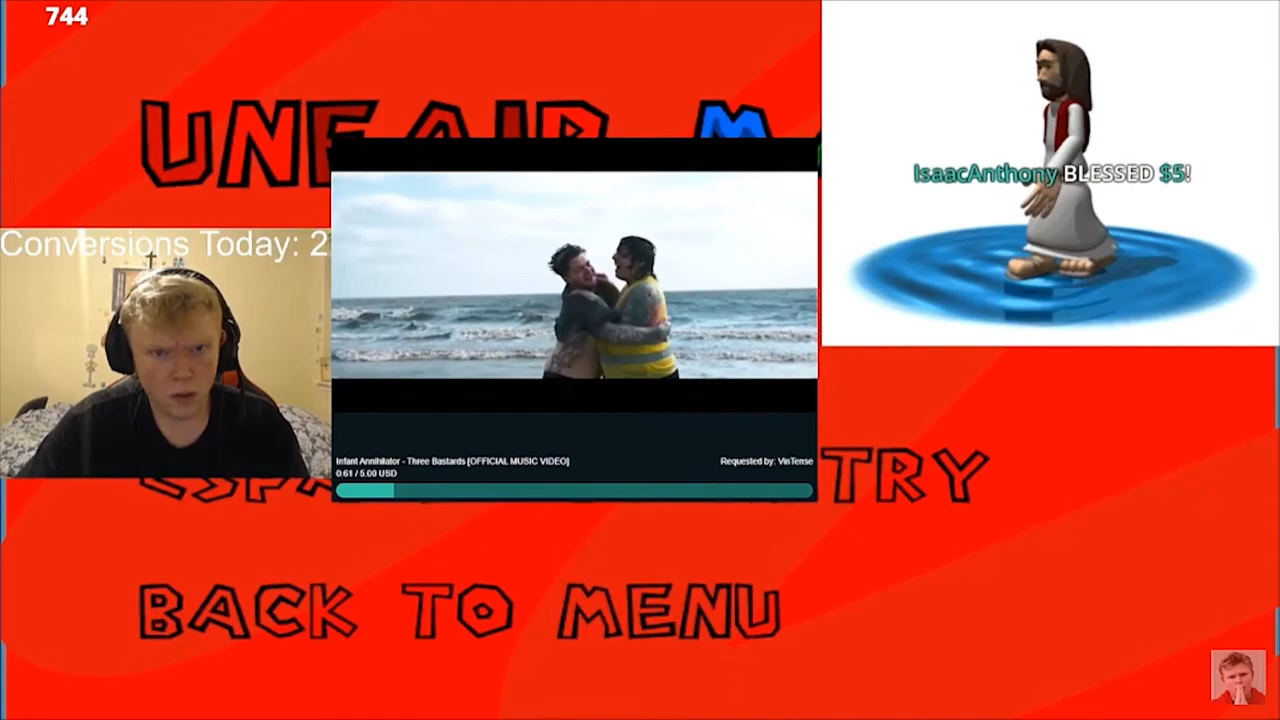 744
UNFAIR
IsaacAnthony BLESSED $5!
Conversions Today: 2
Infant Annihilator - Three Bastards [OFFICIAL MUSIC VIDEO]
Requested by: VinTense
0.61 / 5.00 USD
TRY
BACK TO MENU